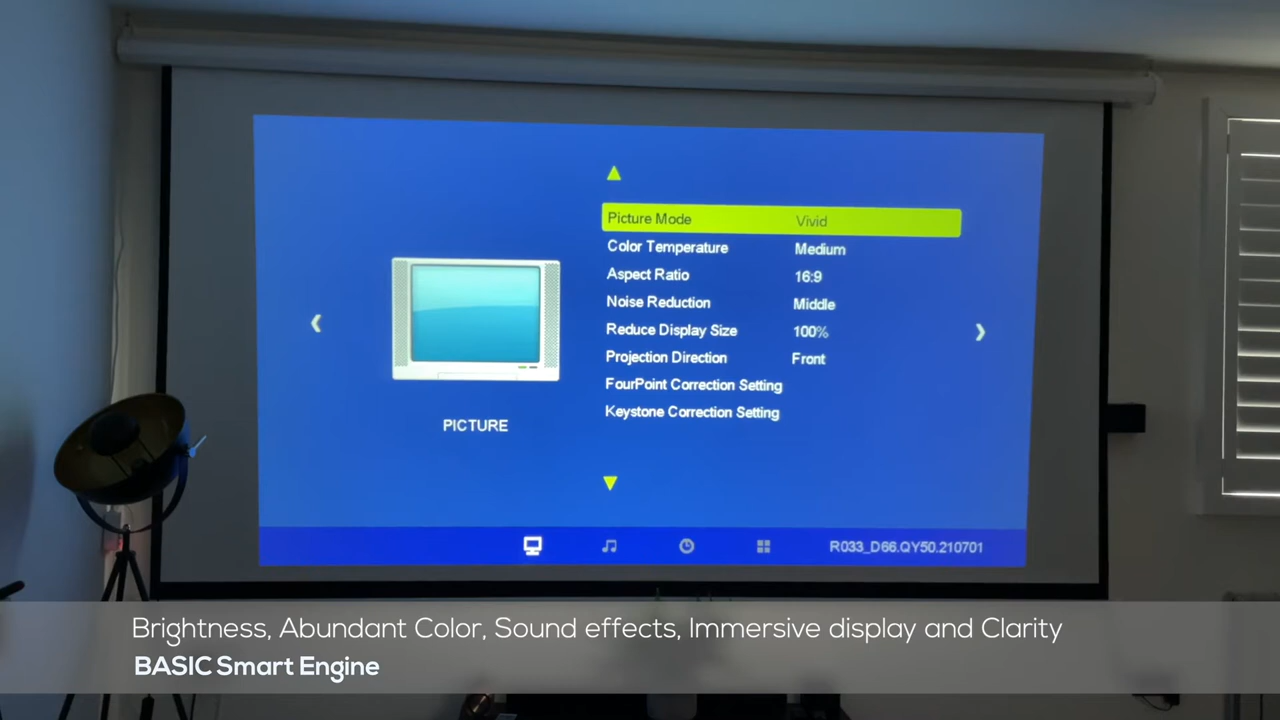 Picture Mode Vivid
Color Temperature Medium
Aspect Ratio 16:9
Noise Reduction Middle
Reduce Display Size 100%
Projection Direction Front
FourPoint Correction Setting
Keystone Correction Setting
PICTURE
R033_D66.QY50.210701
Brightness, Abundant Color, Sound effects, Immersive display and Clarity
BASIC Smart Engine